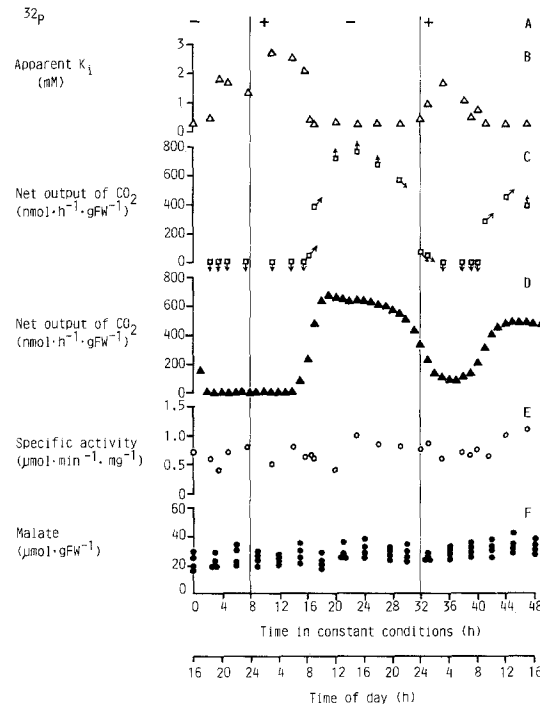 32P
− + − + A
B
Apparent Ki
(mM)
3
2
1
0
C
800
600
400
200
0
Net output of CO2
(nmol·h−1·gFW−1)
D
800
600
400
200
0
Net output of CO2
(nmol·h−1·gFW−1)
E
1.5
1.0
0.5
0
Specific activity
(µmol·min−1·mg−1)
F
60
40
20
0
Malate
(µmol·gFW−1)
0 4 8 12 16 20 24 28 32 36 40 44 48
Time in constant conditions (h)
16 20 24 4 8 12 16 20 24 4 8 12 16
Time of day (h)